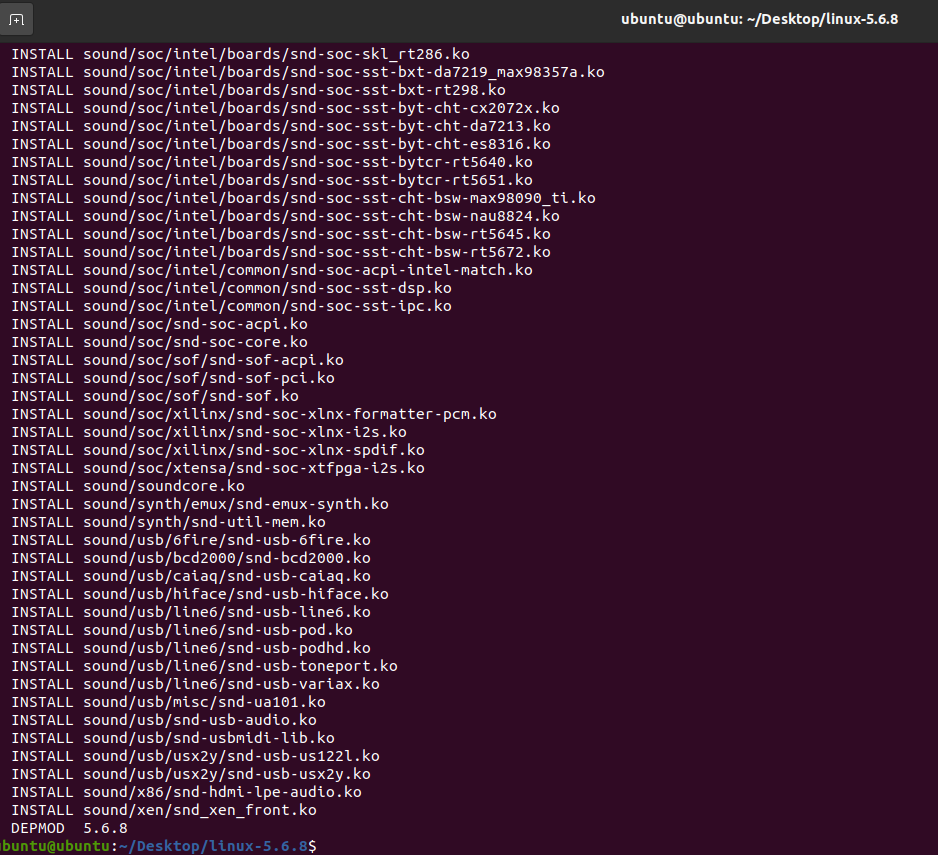 ubuntu@ubuntu: ~/Desktop/linux-5.6.8
INSTALL sound/soc/intel/boards/snd-soc-skl_rt286.ko
INSTALL sound/soc/intel/boards/snd-soc-sst-bxt-da7219_max98357a.ko
INSTALL sound/soc/intel/boards/snd-soc-sst-bxt-rt298.ko
INSTALL sound/soc/intel/boards/snd-soc-sst-byt-cht-cx2072x.ko
INSTALL sound/soc/intel/boards/snd-soc-sst-byt-cht-da7213.ko
INSTALL sound/soc/intel/boards/snd-soc-sst-byt-cht-es8316.ko
INSTALL sound/soc/intel/boards/snd-soc-sst-bytcr-rt5640.ko
INSTALL sound/soc/intel/boards/snd-soc-sst-bytcr-rt5651.ko
INSTALL sound/soc/intel/boards/snd-soc-sst-cht-bsw-max98090_ti.ko
INSTALL sound/soc/intel/boards/snd-soc-sst-cht-bsw-nau8824.ko
INSTALL sound/soc/intel/boards/snd-soc-sst-cht-bsw-rt5645.ko
INSTALL sound/soc/intel/boards/snd-soc-sst-cht-bsw-rt5672.ko
INSTALL sound/soc/intel/common/snd-soc-acpi-intel-match.ko
INSTALL sound/soc/intel/common/snd-soc-sst-dsp.ko
INSTALL sound/soc/intel/common/snd-soc-sst-ipc.ko
INSTALL sound/soc/snd-soc-acpi.ko
INSTALL sound/soc/snd-soc-core.ko
INSTALL sound/soc/sof/snd-sof-acpi.ko
INSTALL sound/soc/sof/snd-sof-pci.ko
INSTALL sound/soc/sof/snd-sof.ko
INSTALL sound/soc/xilinx/snd-soc-xlnx-formatter-pcm.ko
INSTALL sound/soc/xilinx/snd-soc-xlnx-i2s.ko
INSTALL sound/soc/xilinx/snd-soc-xlnx-spdif.ko
INSTALL sound/soc/xtensa/snd-soc-xtfpga-i2s.ko
INSTALL sound/soundcore.ko
INSTALL sound/synth/emux/snd-emux-synth.ko
INSTALL sound/synth/snd-util-mem.ko
INSTALL sound/usb/6fire/snd-usb-6fire.ko
INSTALL sound/usb/bcd2000/snd-bcd2000.ko
INSTALL sound/usb/caiaq/snd-usb-caiaq.ko
INSTALL sound/usb/hiface/snd-usb-hiface.ko
INSTALL sound/usb/line6/snd-usb-line6.ko
INSTALL sound/usb/line6/snd-usb-pod.ko
INSTALL sound/usb/line6/snd-usb-podhd.ko
INSTALL sound/usb/line6/snd-usb-toneport.ko
INSTALL sound/usb/line6/snd-usb-variax.ko
INSTALL sound/usb/misc/snd-ua101.ko
INSTALL sound/usb/snd-usb-audio.ko
INSTALL sound/usb/snd-usbmidi-lib.ko
INSTALL sound/usb/usx2y/snd-usb-us122l.ko
INSTALL sound/usb/usx2y/snd-usb-usx2y.ko
INSTALL sound/x86/snd-hdmi-lpe-audio.ko
INSTALL sound/xen/snd_xen_front.ko
DEPMOD  5.6.8
ubuntu@ubuntu:~/Desktop/linux-5.6.8$